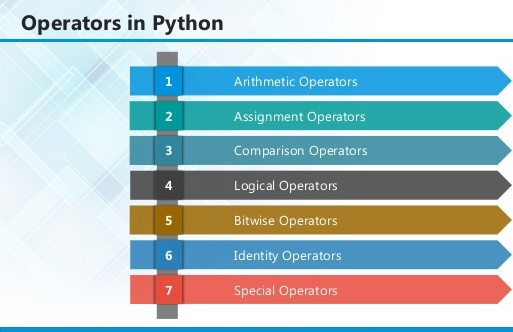 Operators in Python
1 Arithmetic Operators
2 Assignment Operators
3 Comparison Operators
4 Logical Operators
5 Bitwise Operators
6 Identity Operators
7 Special Operators